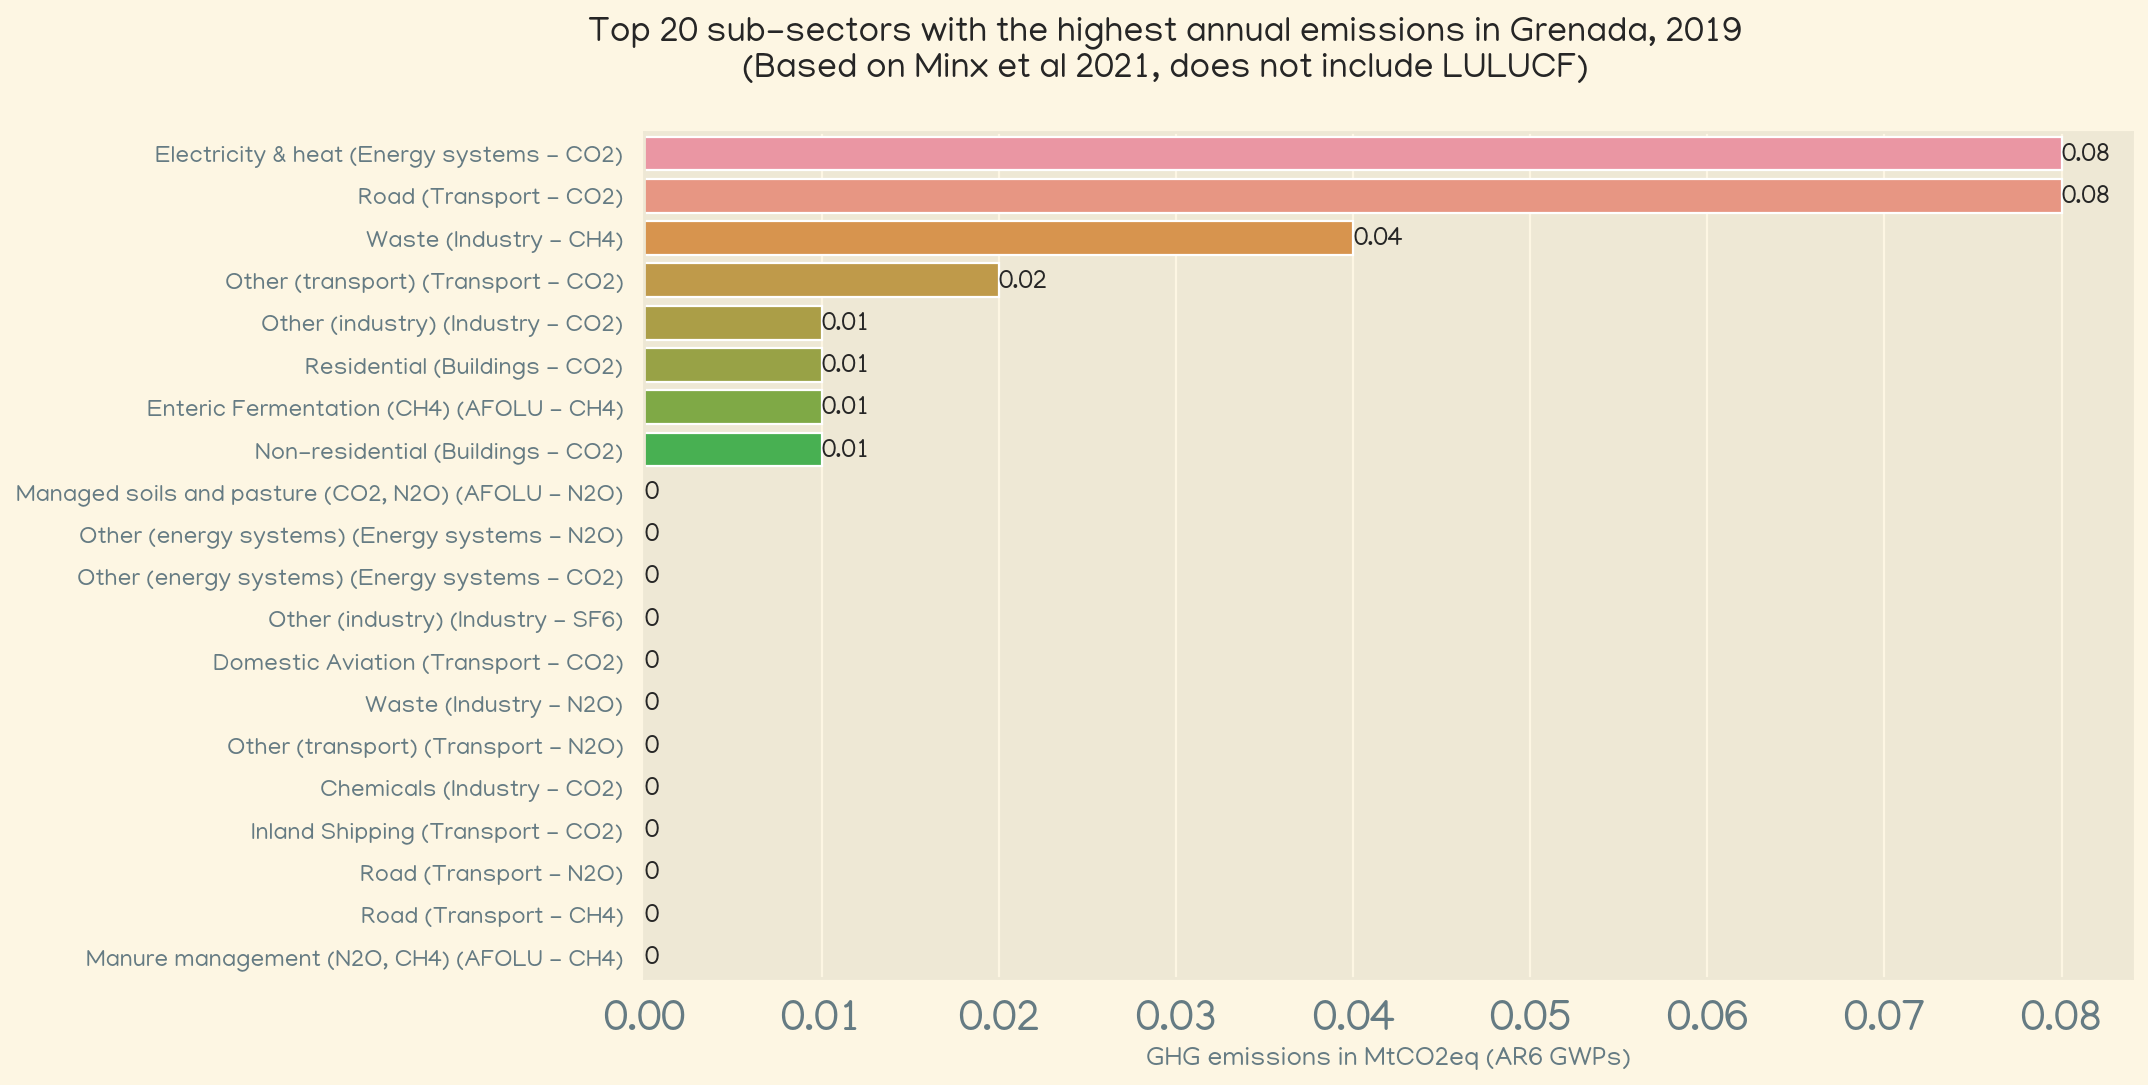 Top 20 sub-sectors with the highest annual emissions in Grenada, 2019
(Based on Minx et al 2021, does not include LULUCF)
Electricity & heat (Energy systems - CO2) 0.08
Road (Transport - CO2) 0.08
Waste (Industry - CH4) 0.04
Other (transport) (Transport - CO2) 0.02
Other (industry) (Industry - CO2) 0.01
Residential (Buildings - CO2) 0.01
Enteric Fermentation (CH4) (AFOLU - CH4) 0.01
Non-residential (Buildings - CO2) 0.01
Managed soils and pasture (CO2, N2O) (AFOLU - N2O) 0
Other (energy systems) (Energy systems - N2O) 0
Other (energy systems) (Energy systems - CO2) 0
Other (industry) (Industry - SF6) 0
Domestic Aviation (Transport - CO2) 0
Waste (Industry - N2O) 0
Other (transport) (Transport - N2O) 0
Chemicals (Industry - CO2) 0
Inland Shipping (Transport - CO2) 0
Road (Transport - N2O) 0
Road (Transport - CH4) 0
Manure management (N2O, CH4) (AFOLU - CH4) 0
0.00 0.01 0.02 0.03 0.04 0.05 0.06 0.07 0.08
GHG emissions in MtCO2eq (AR6 GWPs)